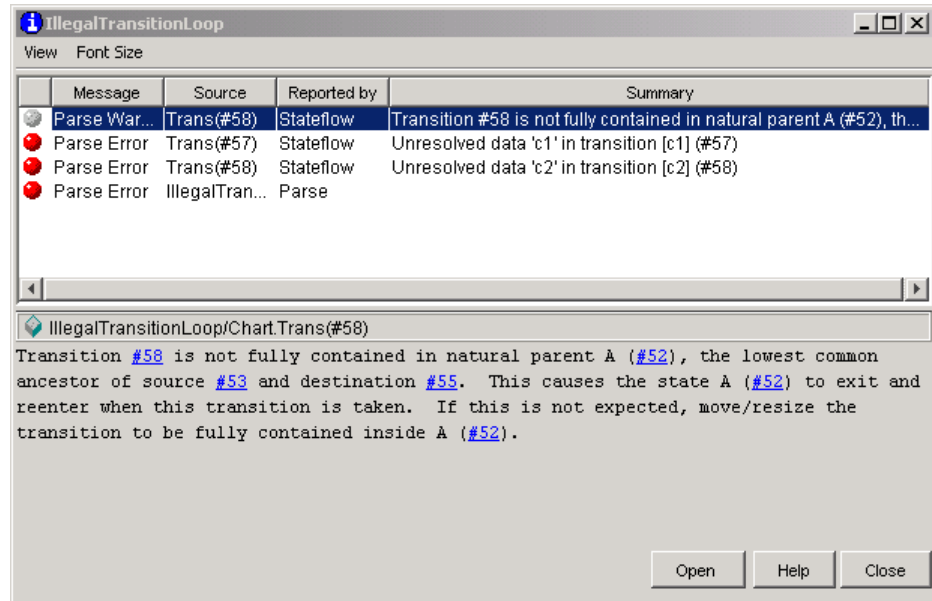 IllegalTransitionLoop
View Font Size
Message Source Reported by Summary
Parse War... Trans(#58) Stateflow Transition #58 is not fully contained in natural parent A (#52), th...
Parse Error Trans(#57) Stateflow Unresolved data 'c1' in transition [c1] (#57)
Parse Error Trans(#58) Stateflow Unresolved data 'c2' in transition [c2] (#58)
Parse Error IllegalTran... Parse
IllegalTransitionLoop/Chart.Trans(#58)
Transition #58 is not fully contained in natural parent A (#52), the lowest common
ancestor of source #53 and destination #55. This causes the state A (#52) to exit and
reenter when this transition is taken. If this is not expected, move/resize the
transition to be fully contained inside A (#52).
Open Help Close